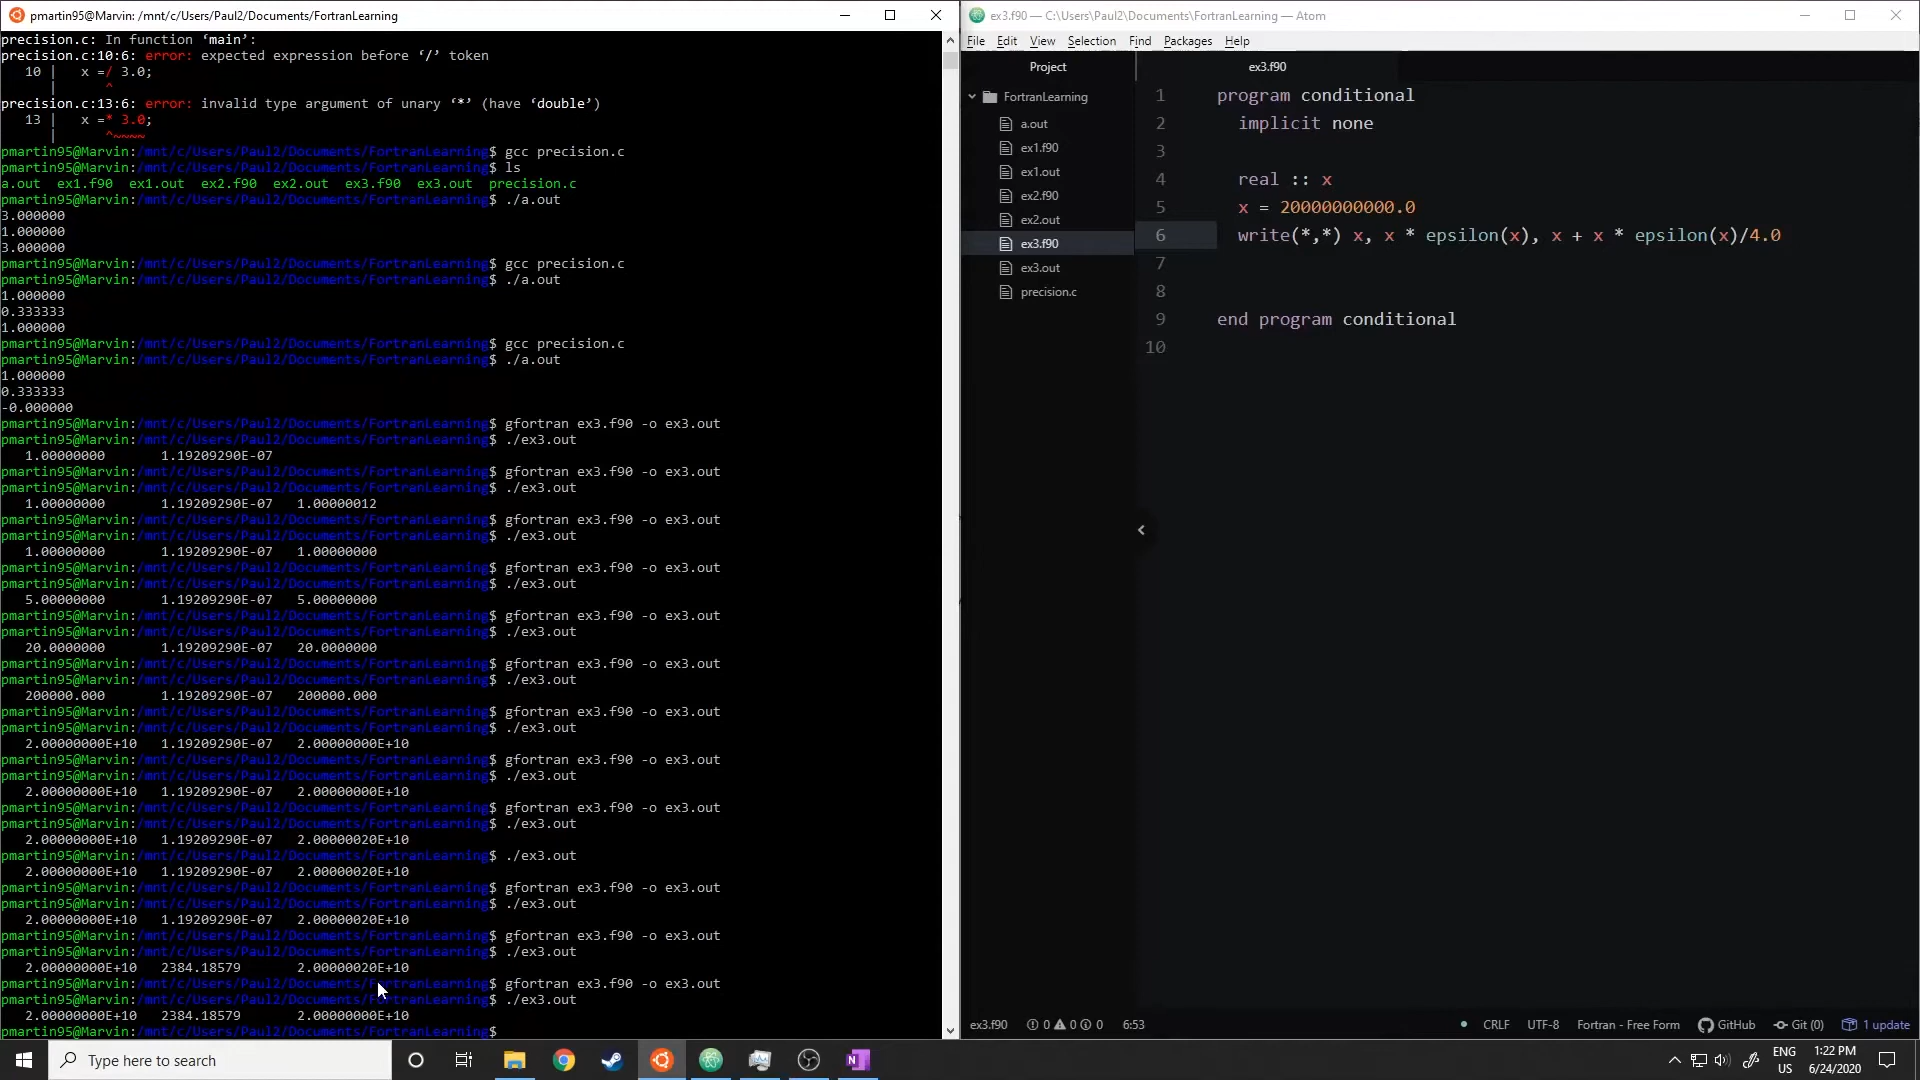 pmartin95@Marvin: /mnt/c/Users/Paul2/Documents/FortranLearning
precision.c: In function ‘main’:
precision.c:10:6: error: expected expression before ‘/’ token
10 | x =/ 3.0;
| ^
precision.c:13:6: error: invalid type argument of unary ‘*’ (have ‘double’)
13 | x =* 3.0;
| ^~~~~
pmartin95@Marvin:/mnt/c/Users/Paul2/Documents/FortranLearning$ gcc precision.c
pmartin95@Marvin:/mnt/c/Users/Paul2/Documents/FortranLearning$ ls
a.out ex1.f90 ex1.out ex2.f90 ex2.out ex3.f90 ex3.out precision.c
pmartin95@Marvin:/mnt/c/Users/Paul2/Documents/FortranLearning$ ./a.out
3.000000
1.000000
3.000000
pmartin95@Marvin:/mnt/c/Users/Paul2/Documents/FortranLearning$ gcc precision.c
pmartin95@Marvin:/mnt/c/Users/Paul2/Documents/FortranLearning$ ./a.out
1.000000
0.333333
1.000000
pmartin95@Marvin:/mnt/c/Users/Paul2/Documents/FortranLearning$ gcc precision.c
pmartin95@Marvin:/mnt/c/Users/Paul2/Documents/FortranLearning$ ./a.out
1.000000
0.333333
-0.000000
pmartin95@Marvin:/mnt/c/Users/Paul2/Documents/FortranLearning$ gfortran ex3.f90 -o ex3.out
pmartin95@Marvin:/mnt/c/Users/Paul2/Documents/FortranLearning$ ./ex3.out
1.00000000 1.19209290E-07
pmartin95@Marvin:/mnt/c/Users/Paul2/Documents/FortranLearning$ gfortran ex3.f90 -o ex3.out
pmartin95@Marvin:/mnt/c/Users/Paul2/Documents/FortranLearning$ ./ex3.out
1.00000000 1.19209290E-07 1.00000012
pmartin95@Marvin:/mnt/c/Users/Paul2/Documents/FortranLearning$ gfortran ex3.f90 -o ex3.out
pmartin95@Marvin:/mnt/c/Users/Paul2/Documents/FortranLearning$ ./ex3.out
1.00000000 1.19209290E-07 1.00000000
pmartin95@Marvin:/mnt/c/Users/Paul2/Documents/FortranLearning$ gfortran ex3.f90 -o ex3.out
pmartin95@Marvin:/mnt/c/Users/Paul2/Documents/FortranLearning$ ./ex3.out
5.00000000 1.19209290E-07 5.00000000
pmartin95@Marvin:/mnt/c/Users/Paul2/Documents/FortranLearning$ gfortran ex3.f90 -o ex3.out
pmartin95@Marvin:/mnt/c/Users/Paul2/Documents/FortranLearning$ ./ex3.out
20.0000000 1.19209290E-07 20.0000000
pmartin95@Marvin:/mnt/c/Users/Paul2/Documents/FortranLearning$ gfortran ex3.f90 -o ex3.out
pmartin95@Marvin:/mnt/c/Users/Paul2/Documents/FortranLearning$ ./ex3.out
200000.000 1.19209290E-07 200000.000
pmartin95@Marvin:/mnt/c/Users/Paul2/Documents/FortranLearning$ gfortran ex3.f90 -o ex3.out
pmartin95@Marvin:/mnt/c/Users/Paul2/Documents/FortranLearning$ ./ex3.out
2.00000000E+10 1.19209290E-07 2.00000000E+10
pmartin95@Marvin:/mnt/c/Users/Paul2/Documents/FortranLearning$ gfortran ex3.f90 -o ex3.out
pmartin95@Marvin:/mnt/c/Users/Paul2/Documents/FortranLearning$ ./ex3.out
2.00000000E+10 1.19209290E-07 2.00000000E+10
pmartin95@Marvin:/mnt/c/Users/Paul2/Documents/FortranLearning$ gfortran ex3.f90 -o ex3.out
pmartin95@Marvin:/mnt/c/Users/Paul2/Documents/FortranLearning$ ./ex3.out
2.00000000E+10 1.19209290E-07 2.00000020E+10
pmartin95@Marvin:/mnt/c/Users/Paul2/Documents/FortranLearning$ ./ex3.out
2.00000000E+10 1.19209290E-07 2.00000020E+10
pmartin95@Marvin:/mnt/c/Users/Paul2/Documents/FortranLearning$ gfortran ex3.f90 -o ex3.out
pmartin95@Marvin:/mnt/c/Users/Paul2/Documents/FortranLearning$ ./ex3.out
2.00000000E+10 1.19209290E-07 2.00000020E+10
pmartin95@Marvin:/mnt/c/Users/Paul2/Documents/FortranLearning$ gfortran ex3.f90 -o ex3.out
pmartin95@Marvin:/mnt/c/Users/Paul2/Documents/FortranLearning$ ./ex3.out
2.00000000E+10 2384.18579 2.00000020E+10
pmartin95@Marvin:/mnt/c/Users/Paul2/Documents/FortranLearning$ gfortran ex3.f90 -o ex3.out
pmartin95@Marvin:/mnt/c/Users/Paul2/Documents/FortranLearning$ ./ex3.out
2.00000000E+10 2384.18579 2.00000000E+10
pmartin95@Marvin:/mnt/c/Users/Paul2/Documents/FortranLearning$
ex3.f90 — C:\Users\Paul2\Documents\FortranLearning — Atom
File Edit View Selection Find Packages Help
Project
FortranLearning
a.out
ex1.f90
ex1.out
ex2.f90
ex2.out
ex3.f90
ex3.out
precision.c
ex3.f90
1 program conditional
2 implicit none
3
4 real :: x
5 x = 20000000000.0
6 write(*,*) x, x * epsilon(x), x + x * epsilon(x)/4.0
7
8
9 end program conditional
10
ex3.f90 0 0 0 6:53 CRLF UTF-8 Fortran - Free Form GitHub Git (0) 1 update
Type here to search
ENG
US
1:22 PM
6/24/2020